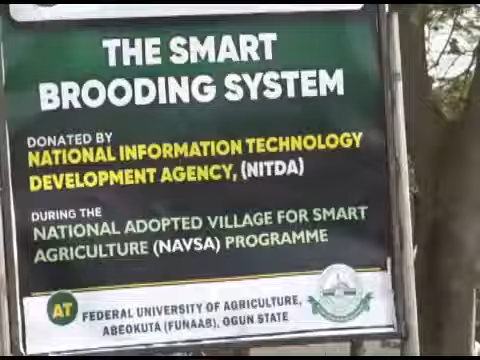 THE SMART
BROODING SYSTEM
DONATED BY
NATIONAL INFORMATION TECHNOLOGY
DEVELOPMENT AGENCY, (NITDA)
DURING THE
NATIONAL ADOPTED VILLAGE FOR SMART
AGRICULTURE (NAVSA) PROGRAMME
AT
FEDERAL UNIVERSITY OF AGRICULTURE,
ABEOKUTA (FUNAAB), OGUN STATE